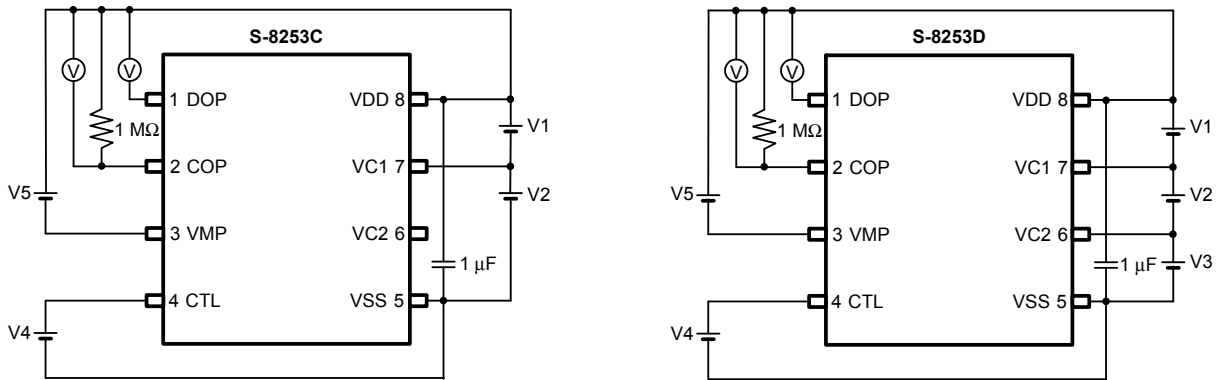 S-8253C
V
V
1 DOP
VDD 8
1 MΩ
V1
2 COP
VC1 7
V5
V2
3 VMP
VC2 6
1 μF
4 CTL
VSS 5
V4
S-8253D
V
V
1 DOP
VDD 8
1 MΩ
V1
2 COP
VC1 7
V5
V2
3 VMP
VC2 6
1 μF
V3
4 CTL
VSS 5
V4